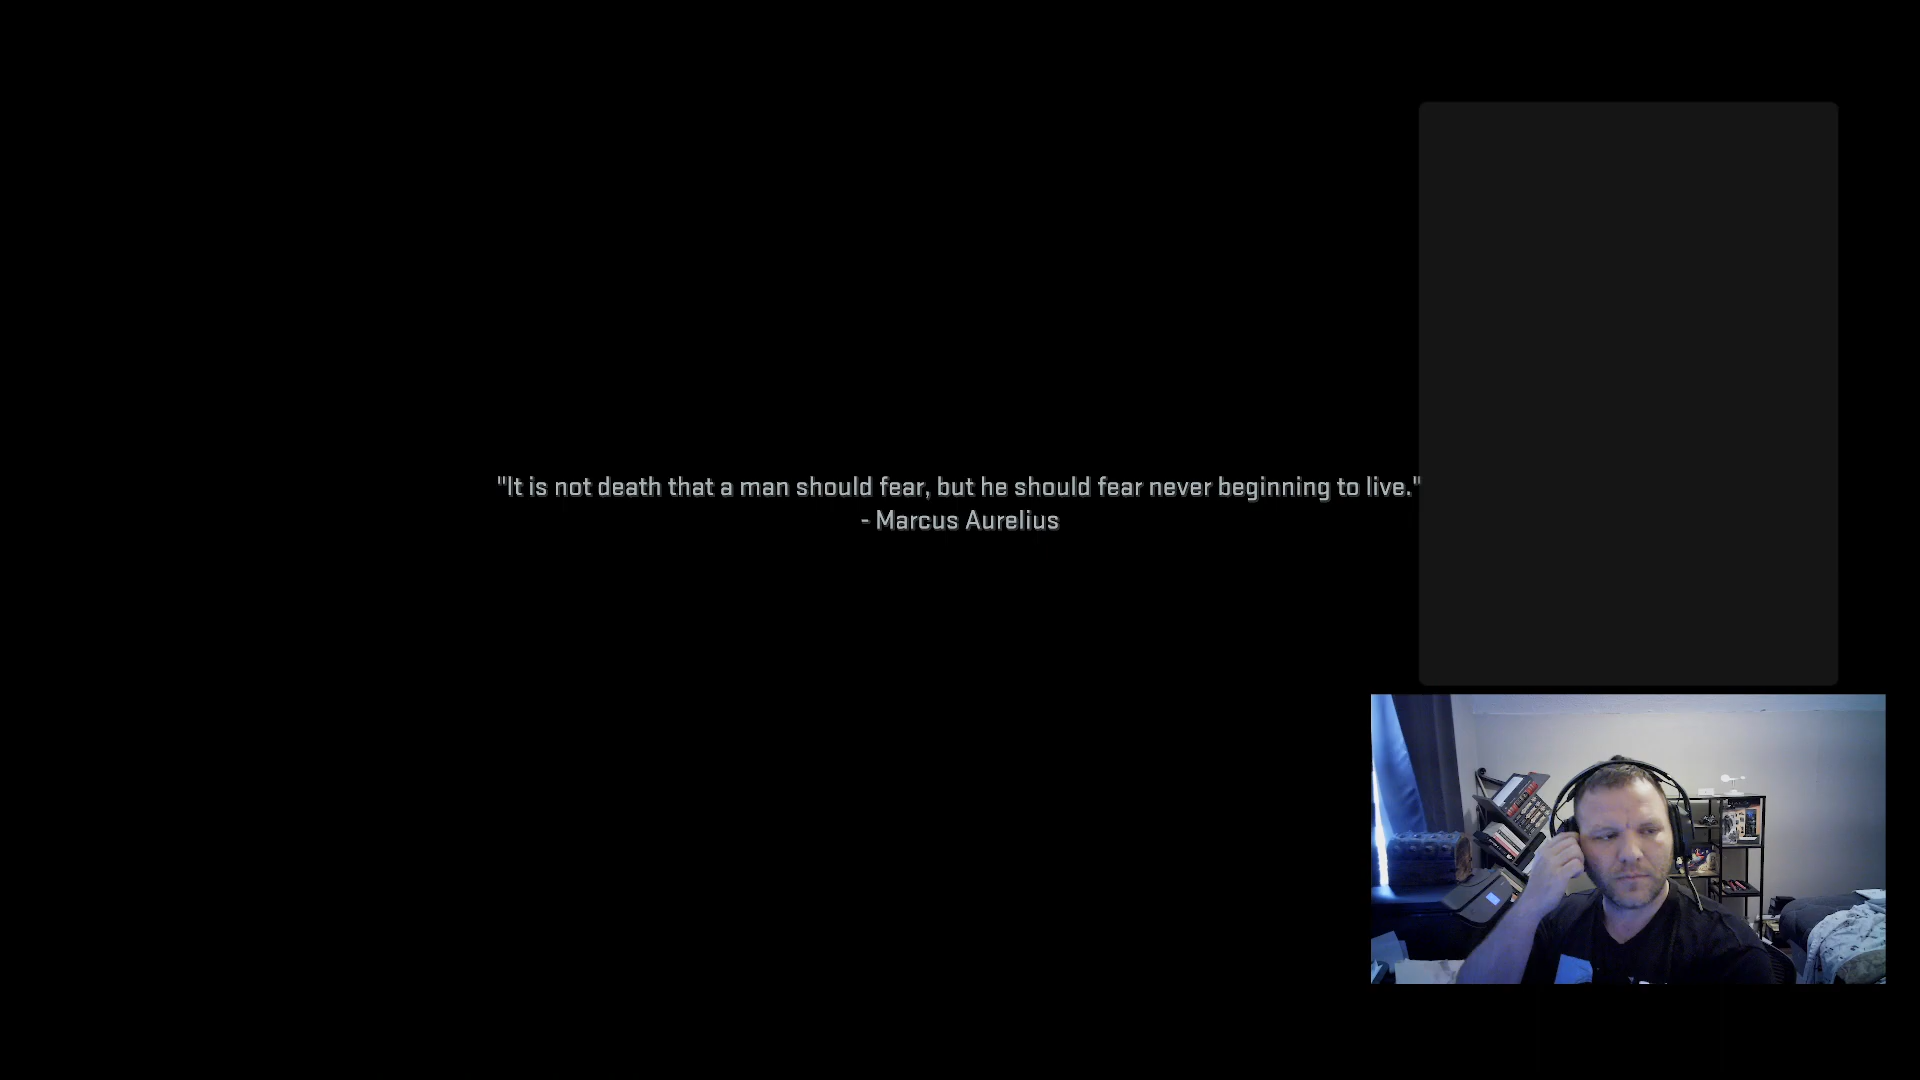 "It is not death that a man should fear, but he should fear never beginning to live."
- Marcus Aurelius